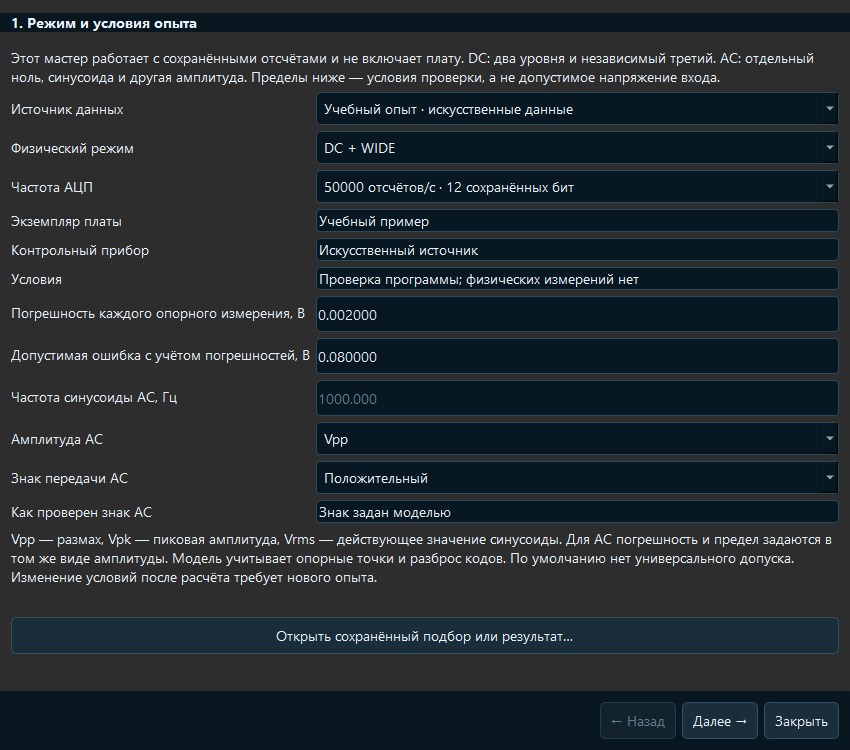 1. Режим и условия опыта
Этот мастер работает с сохранёнными отсчётами и не включает плату. DC: два уровня и независимый третий. AC: отдельный
ноль, синусоида и другая амплитуда. Пределы ниже — условия проверки, а не допустимое напряжение входа.
Источник данных
Учебный опыт · искусственные данные
Физический режим
DC + WIDE
Частота АЦП
50000 отсчётов/с · 12 сохранённых бит
Экземпляр платы
Учебный пример
Контрольный прибор
Искусственный источник
Условия
Проверка программы; физических измерений нет
Погрешность каждого опорного измерения, В
0.002000
Допустимая ошибка с учётом погрешностей, В
0.080000
Частота синусоиды AC, Гц
1000.000
Амплитуда AC
Vpp
Знак передачи AC
Положительный
Как проверен знак AC
Знак задан моделью
Vpp — размах, Vpk — пиковая амплитуда, Vrms — действующее значение синусоиды. Для AC погрешность и предел задаются в
том же виде амплитуды. Модель учитывает опорные точки и разброс кодов. По умолчанию нет универсального допуска.
Изменение условий после расчёта требует нового опыта.
Открыть сохранённый подбор или результат...
← Назад
Далее →
Закрыть